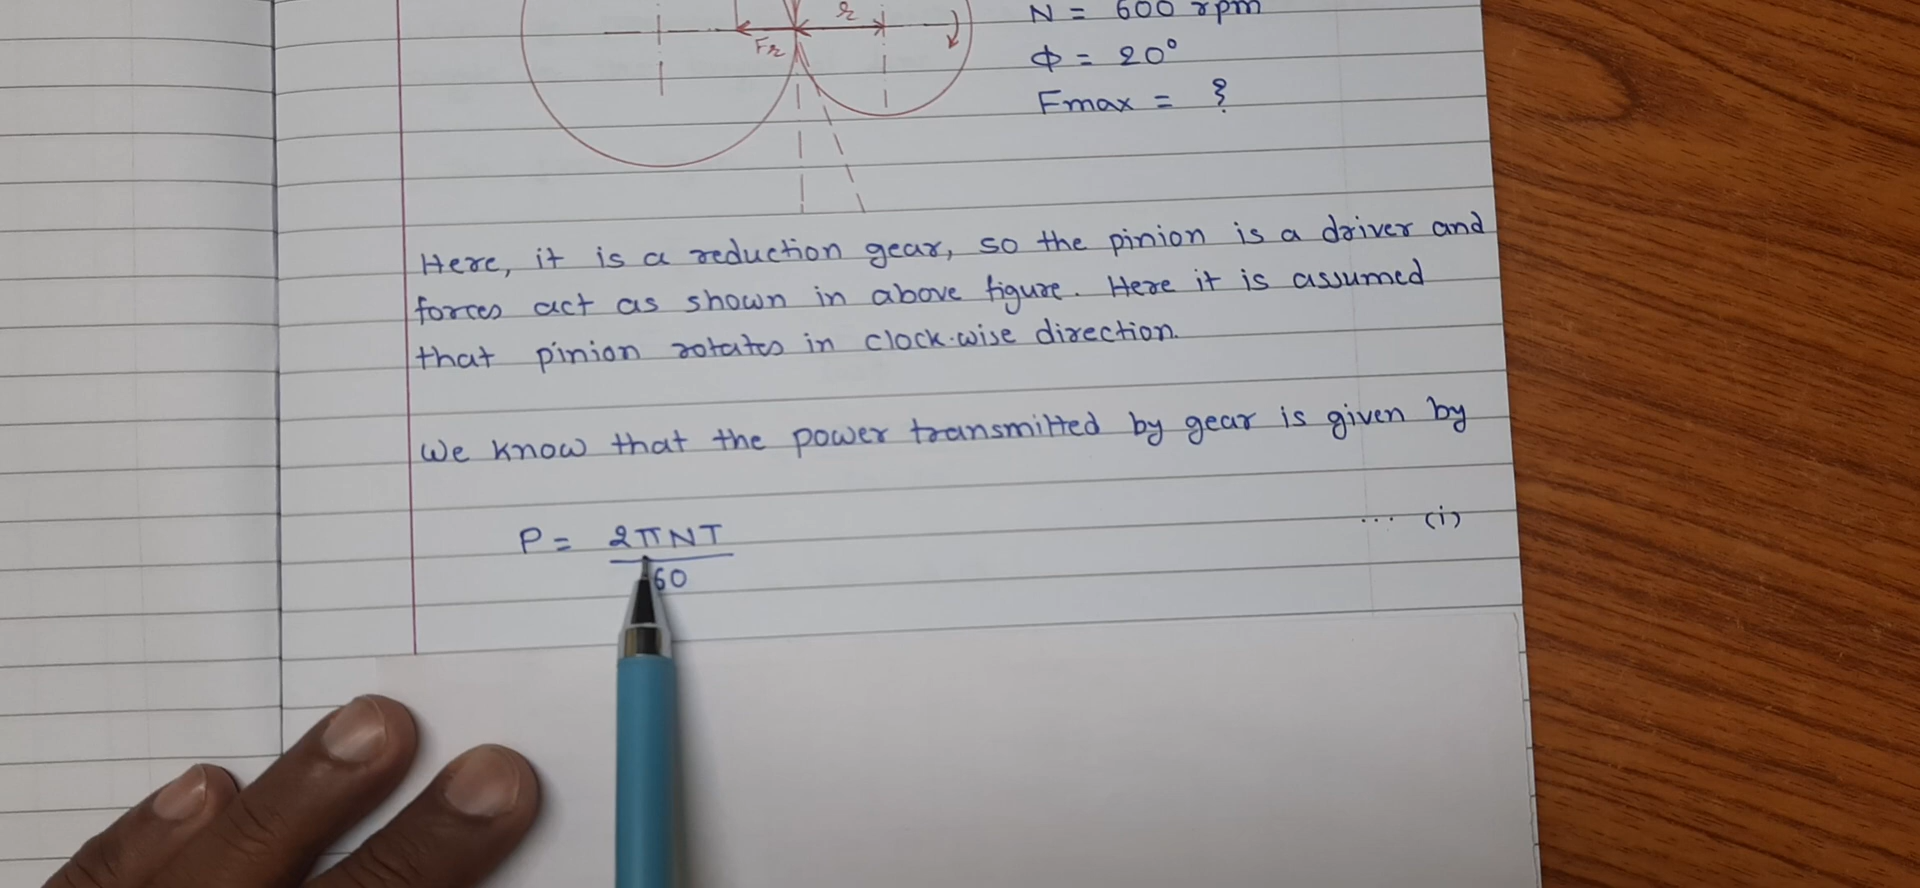 r
Fr
N = 600 rpm
Φ = 20°
Fmax = ?
Here, it is a reduction gear, so the pinion is a driver and
forces act as shown in above figure. Here it is assumed
that pinion rotates in clock-wise direction.
We know that the power transmitted by gear is given by
P = 2πNT
60
... (i)